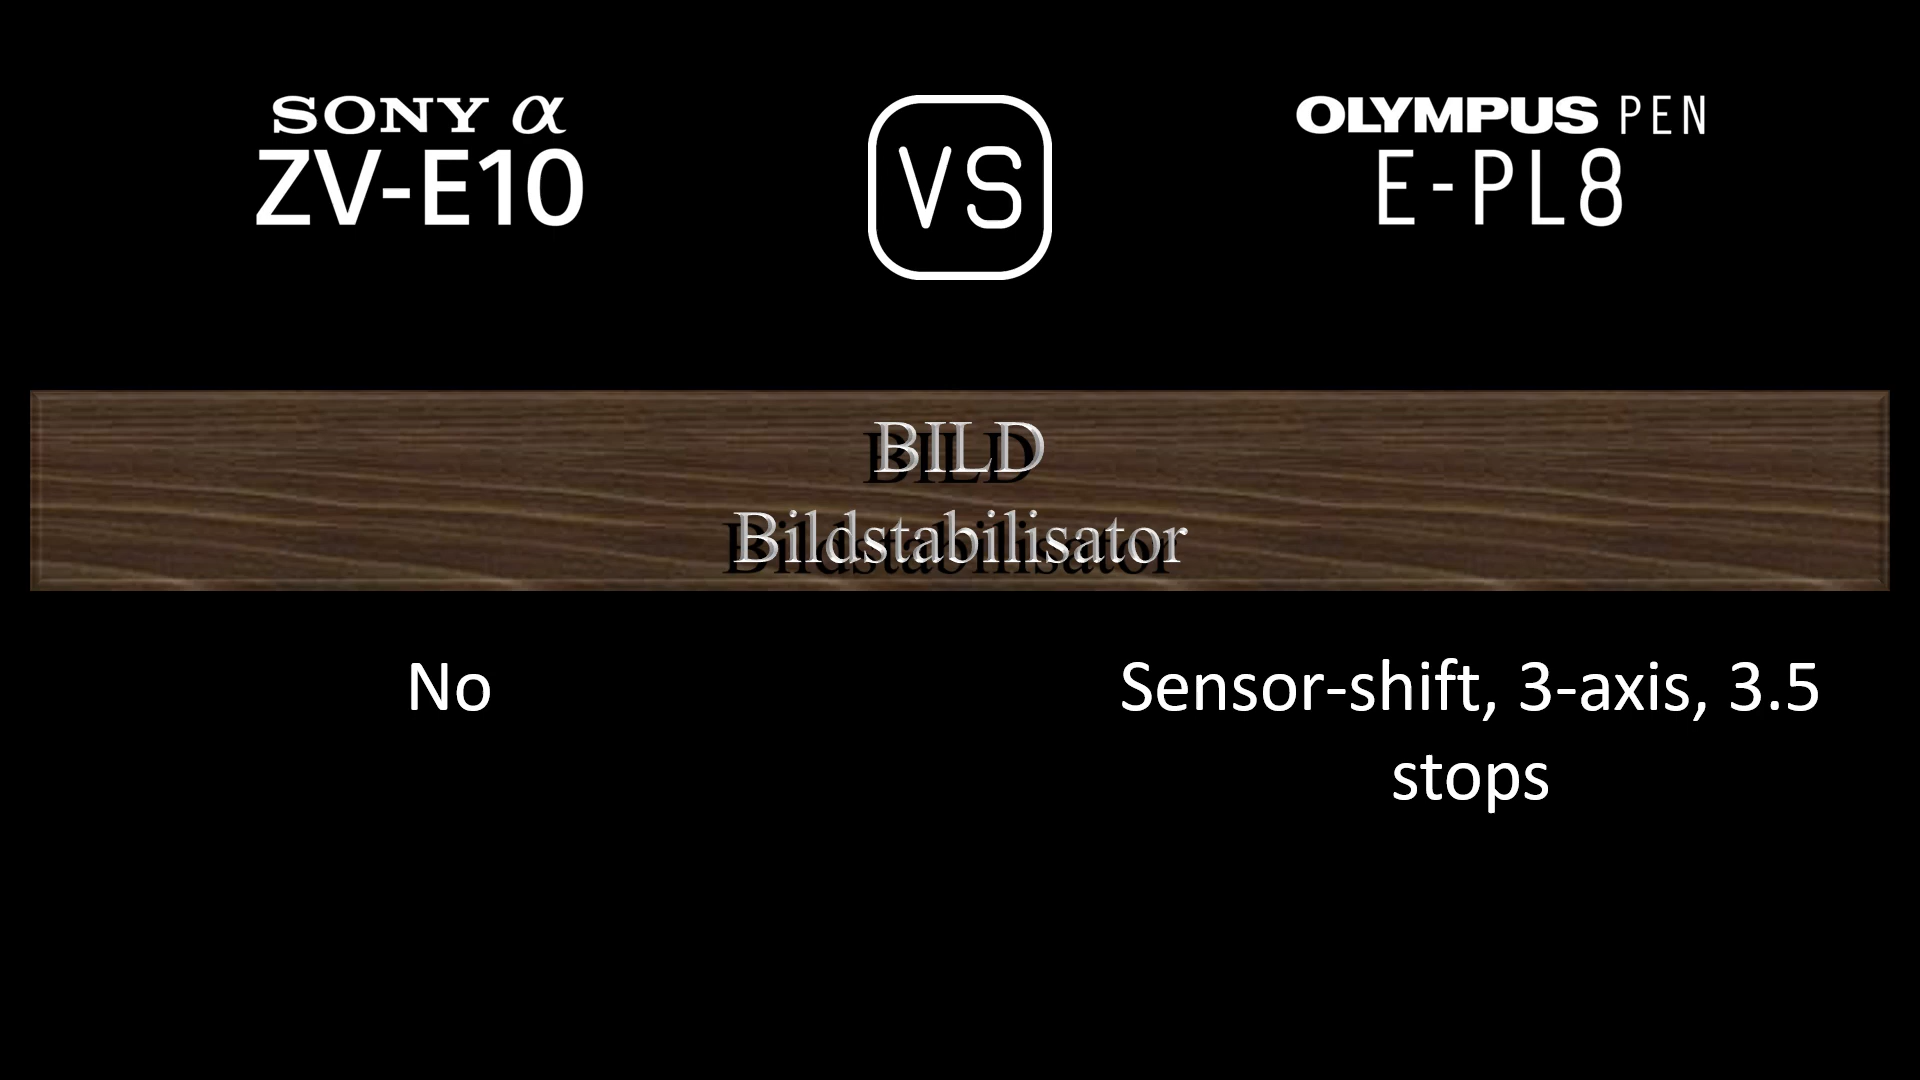 SONY α
ZV-E10
VS
OLYMPUS PEN
E-PL8
BILD
Bildstabilisator
No
Sensor-shift, 3-axis, 3.5
stops